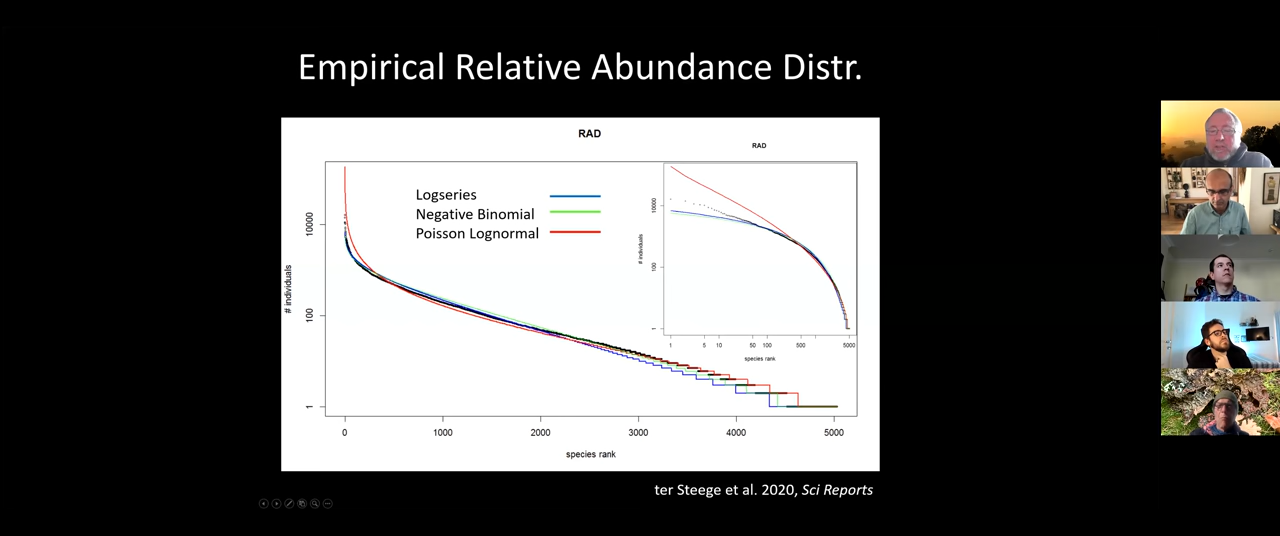 Empirical Relative Abundance Distr.
RAD
RAD
Logseries
Negative Binomial
Poisson Lognormal
# individuals
10000
100
1
0 1000 2000 3000 4000 5000
species rank
# individuals
10000
100
1
1 5 10 50 100 500 5000
species rank
ter Steege et al. 2020, Sci Reports